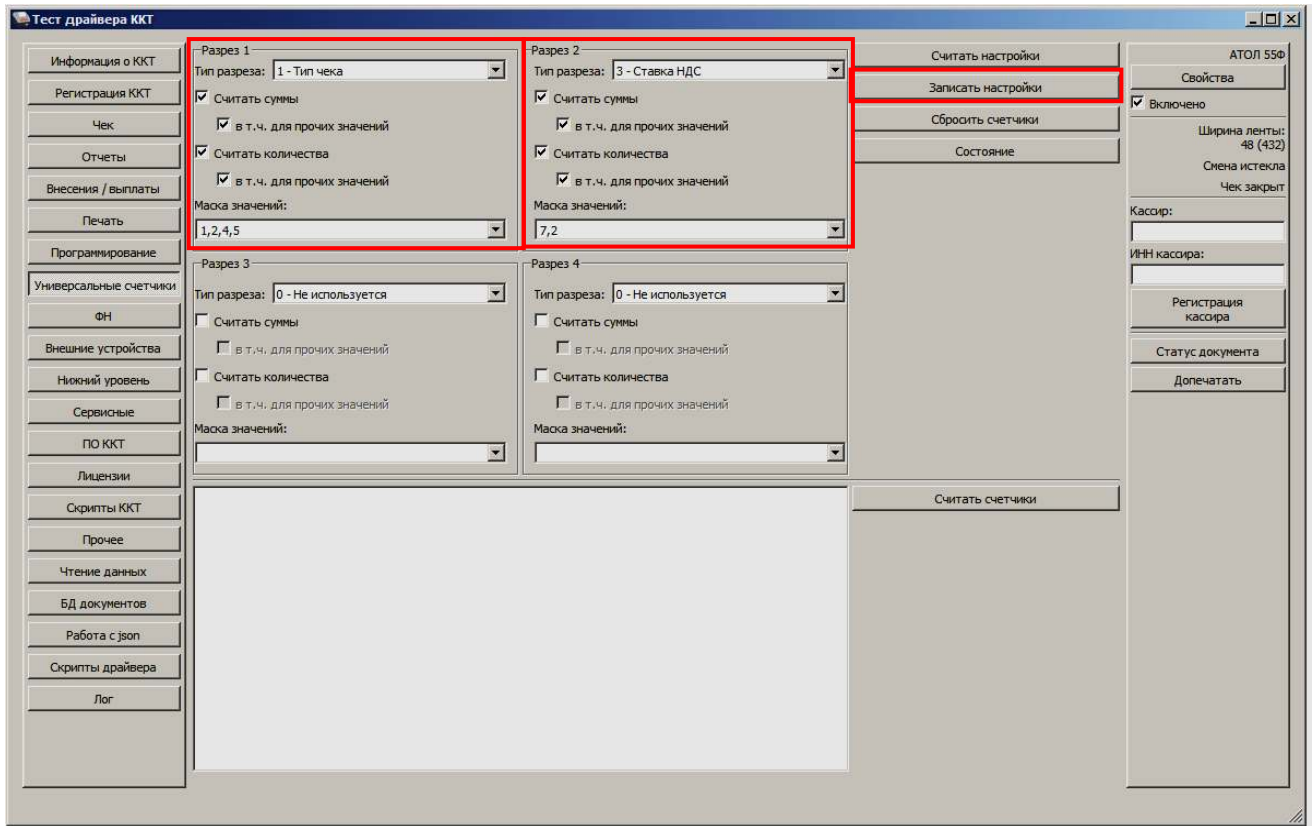 Тест драйвера ККТ
Информация о ККТ
Регистрация ККТ
Чек
Отчеты
Внесения / выплаты
Печать
Программирование
Универсальные счетчики
ФН
Внешние устройства
Нижний уровень
Сервисные
ПО ККТ
Лицензии
Скрипты ККТ
Прочее
Чтение данных
БД документов
Работа с json
Скрипты драйвера
Лог
Разрез 1
Тип разреза: 1 - Тип чека
Считать суммы
в т.ч. для прочих значений
Считать количества
в т.ч. для прочих значений
Маска значений:
1,2,4,5
Разрез 2
Тип разреза: 3 - Ставка НДС
Считать суммы
в т.ч. для прочих значений
Считать количества
в т.ч. для прочих значений
Маска значений:
7,2
Разрез 3
Тип разреза: 0 - Не используется
Считать суммы
в т.ч. для прочих значений
Считать количества
в т.ч. для прочих значений
Маска значений:
Разрез 4
Тип разреза: 0 - Не используется
Считать суммы
в т.ч. для прочих значений
Считать количества
в т.ч. для прочих значений
Маска значений:
Считать настройки
Записать настройки
Сбросить счетчики
Состояние
Считать счетчики
АТОЛ 55Ф
Свойства
Включено
Ширина ленты:
48 (432)
Смена истекла
Чек закрыт
Кассир:
ИНН кассира:
Регистрация
кассира
Статус документа
Допечатать